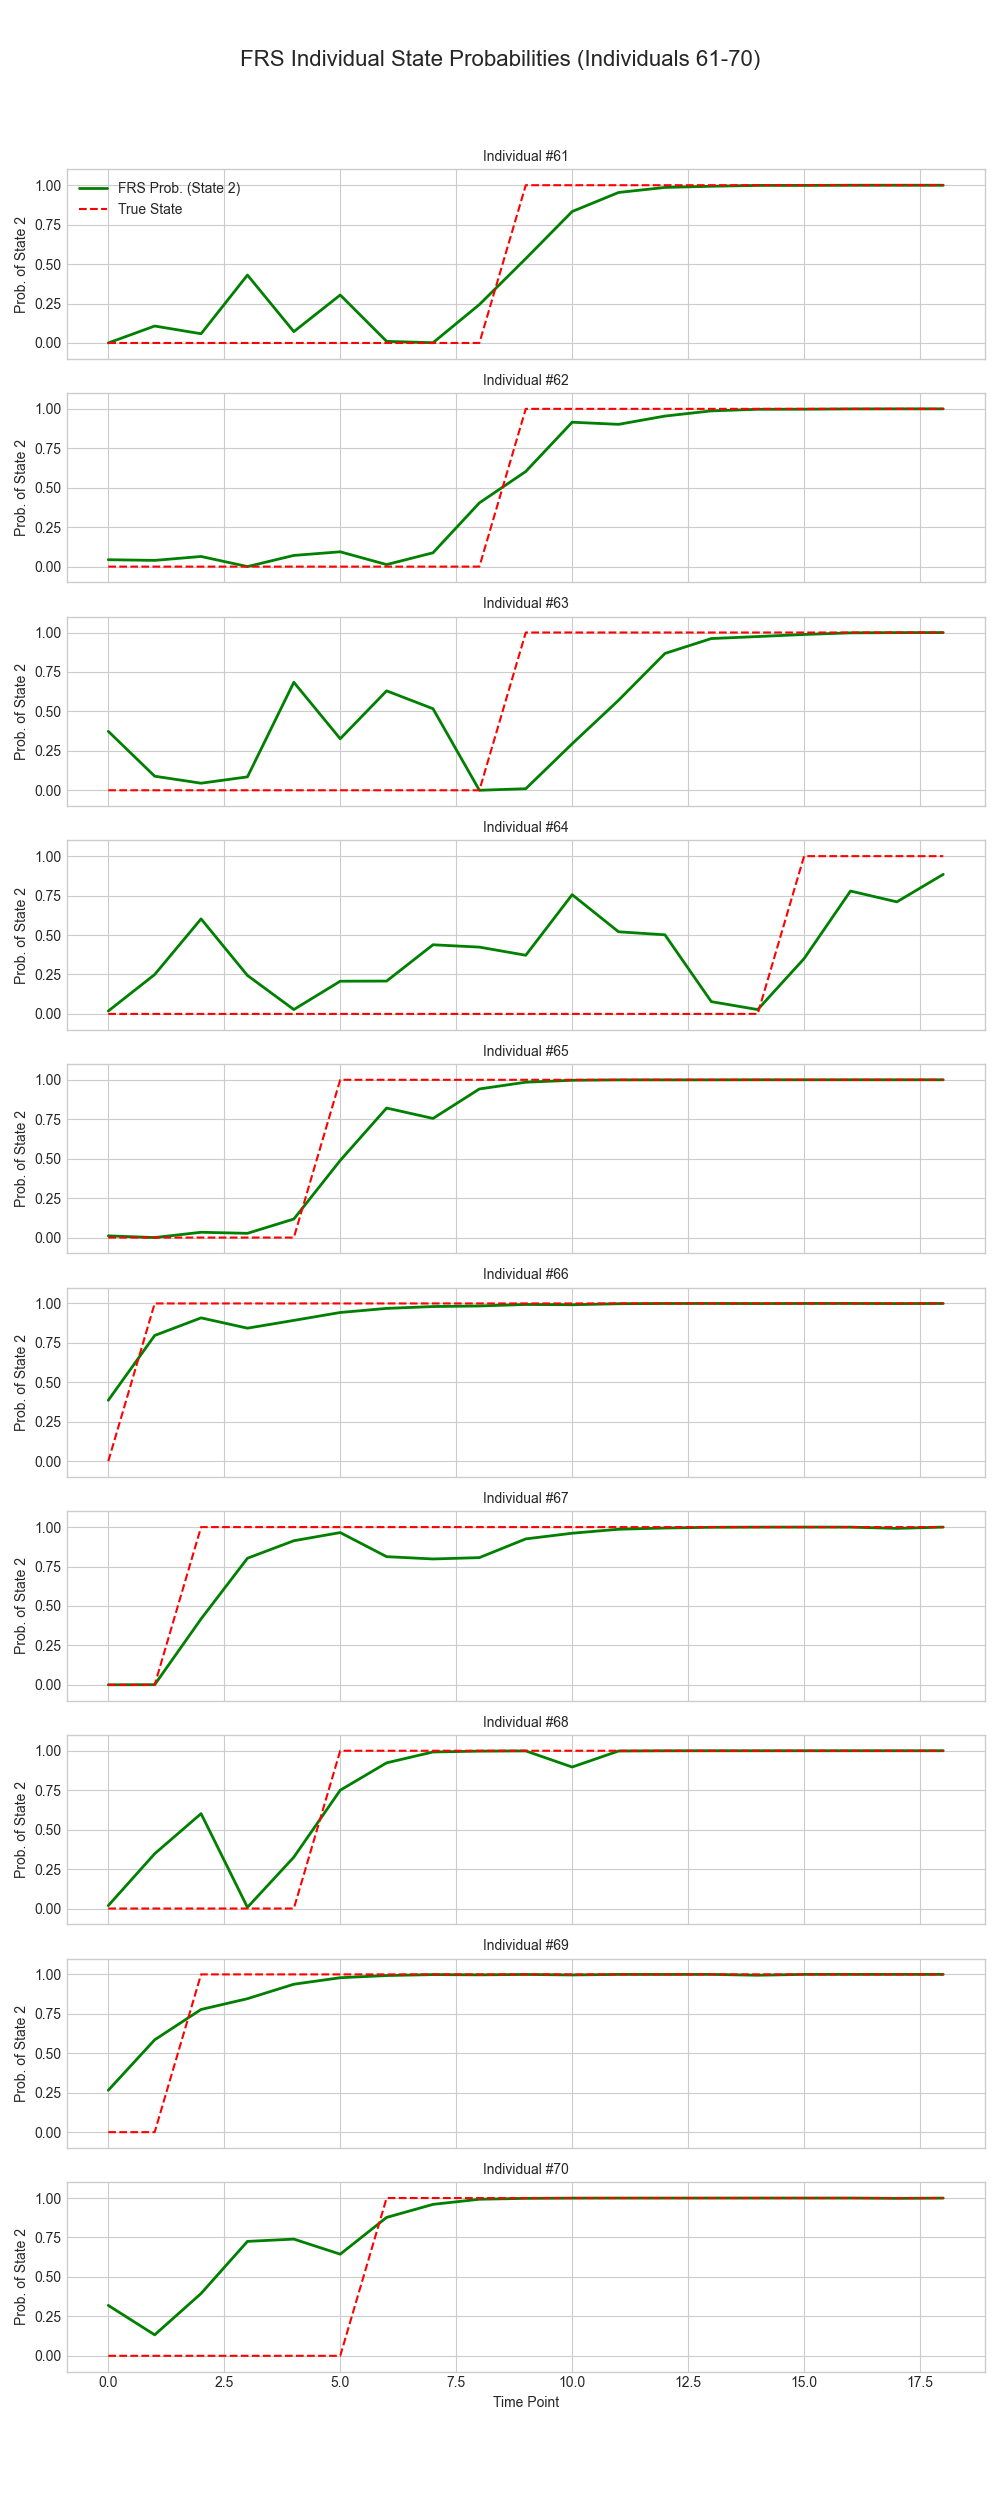 FRS Individual State Probabilities (Individuals 61-70)
Individual #61
FRS Prob. (State 2)
True State
Prob. of State 2
1.00
0.75
0.50
0.25
0.00
Individual #62
Prob. of State 2
1.00
0.75
0.50
0.25
0.00
Individual #63
Prob. of State 2
1.00
0.75
0.50
0.25
0.00
Individual #64
Prob. of State 2
1.00
0.75
0.50
0.25
0.00
Individual #65
Prob. of State 2
1.00
0.75
0.50
0.25
0.00
Individual #66
Prob. of State 2
1.00
0.75
0.50
0.25
0.00
Individual #67
Prob. of State 2
1.00
0.75
0.50
0.25
0.00
Individual #68
Prob. of State 2
1.00
0.75
0.50
0.25
0.00
Individual #69
Prob. of State 2
1.00
0.75
0.50
0.25
0.00
Individual #70
Prob. of State 2
1.00
0.75
0.50
0.25
0.00
0.0 2.5 5.0 7.5 10.0 12.5 15.0 17.5
Time Point